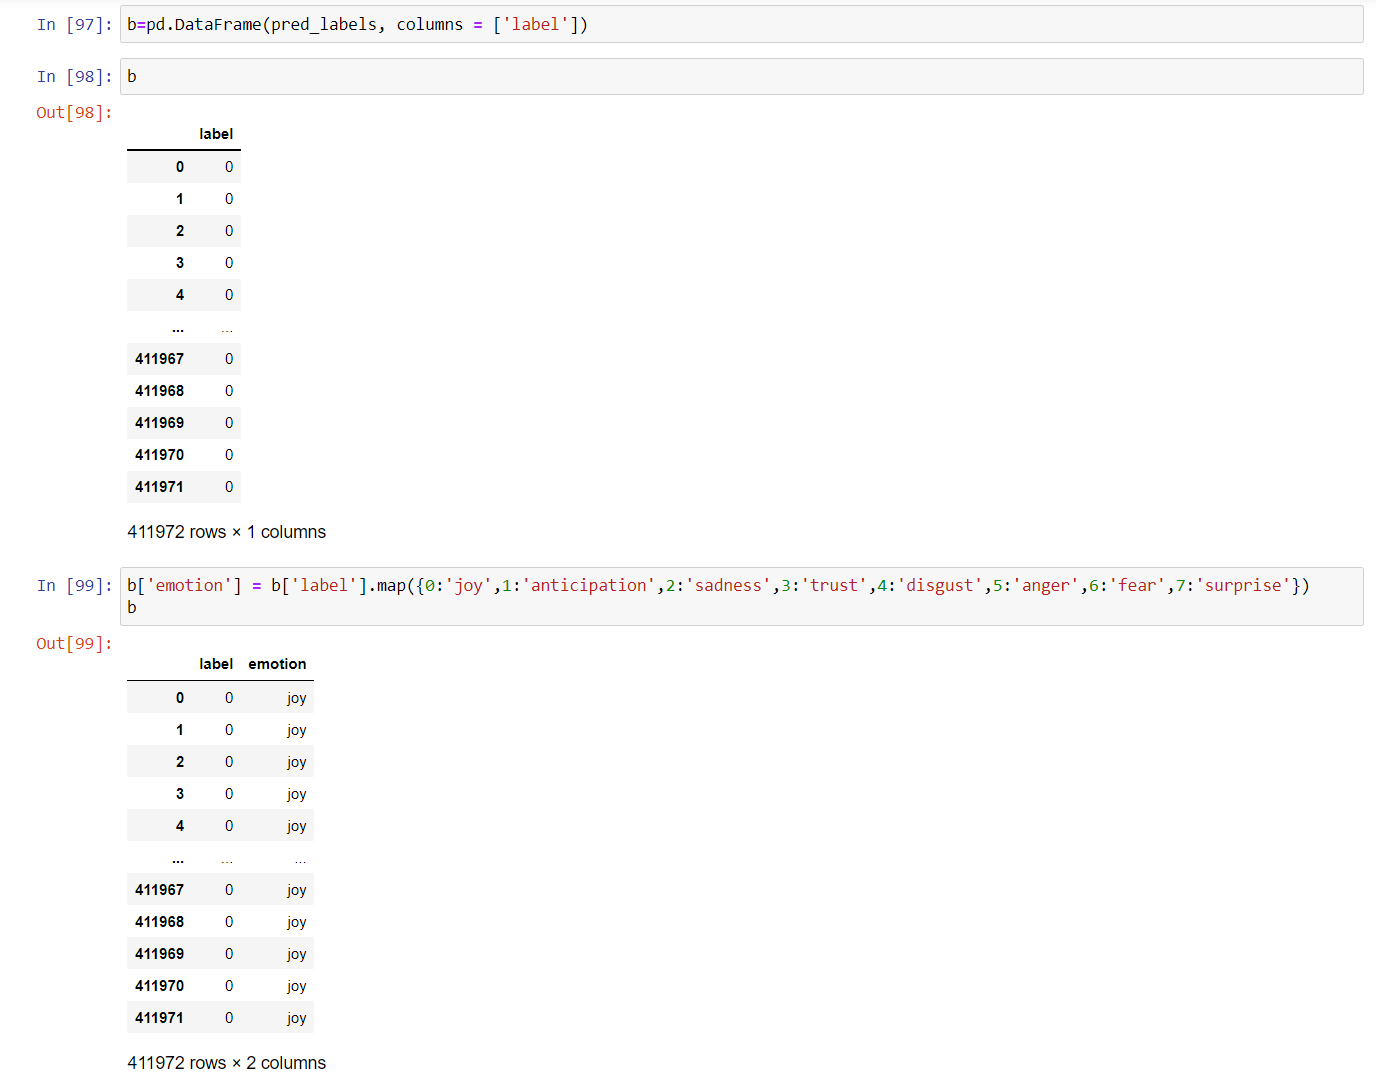 In [97]: b=pd.DataFrame(pred_labels, columns = ['label'])
In [98]: b
Out[98]:
label
0 0
1 0
2 0
3 0
4 0
... ...
411967 0
411968 0
411969 0
411970 0
411971 0
411972 rows × 1 columns
In [99]: b['emotion'] = b['label'].map({0:'joy',1:'anticipation',2:'sadness',3:'trust',4:'disgust',5:'anger',6:'fear',7:'surprise'})
b
Out[99]:
label emotion
0 0 joy
1 0 joy
2 0 joy
3 0 joy
4 0 joy
... ... ...
411967 0 joy
411968 0 joy
411969 0 joy
411970 0 joy
411971 0 joy
411972 rows × 2 columns